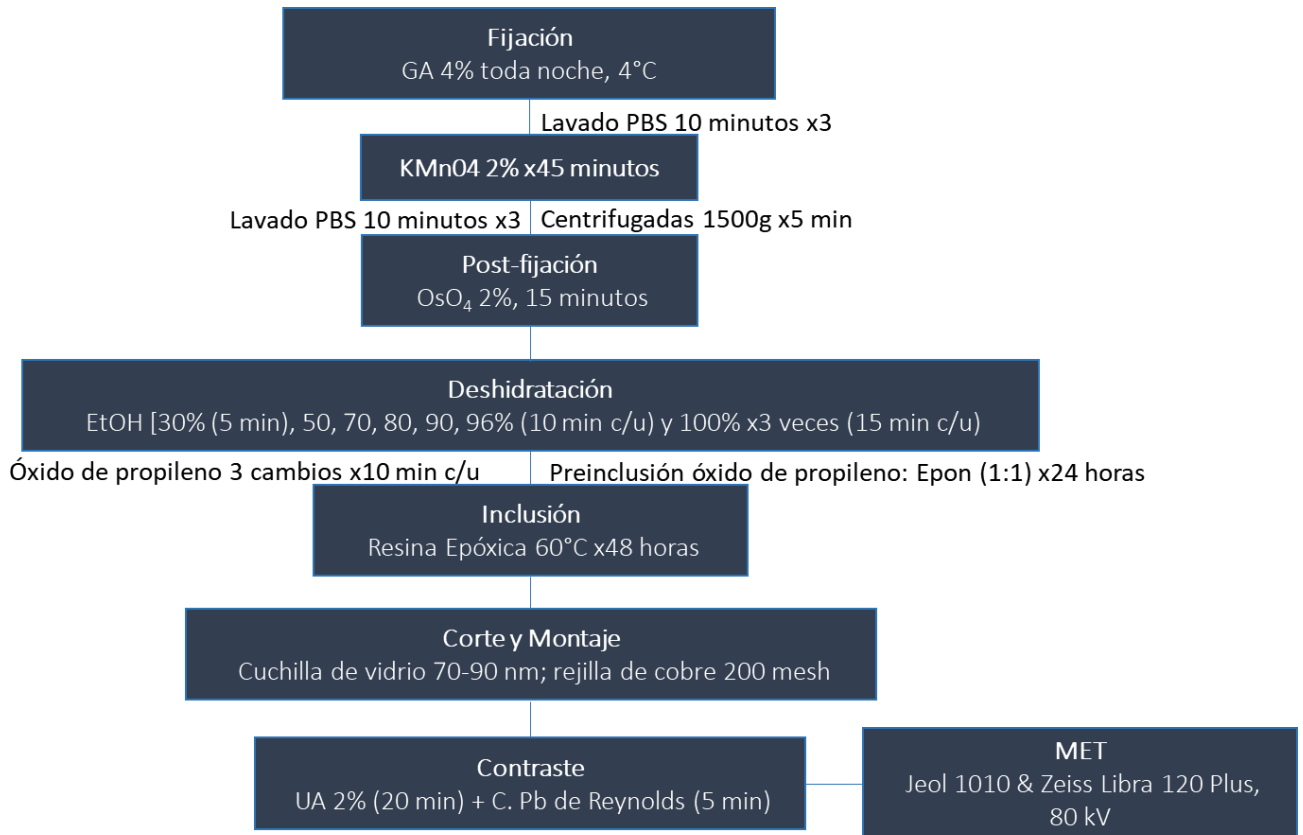 Fijación
GA 4% toda noche, 4°C
Lavado PBS 10 minutos x3
KMn04 2% x45 minutos
Lavado PBS 10 minutos x3
Centrifugadas 1500g x5 min
Post-fijación
OsO₄ 2%, 15 minutos
Deshidratación
EtOH [30% (5 min), 50, 70, 80, 90, 96% (10 min c/u) y 100% x3 veces (15 min c/u)
Óxido de propileno 3 cambios x10 min c/u
Preinclusión óxido de propileno: Epon (1:1) x24 horas
Inclusión
Resina Epóxica 60°C x48 horas
Corte y Montaje
Cuchilla de vidrio 70-90 nm; rejilla de cobre 200 mesh
Contraste
UA 2% (20 min) + C. Pb de Reynolds (5 min)
MET
Jeol 1010 & Zeiss Libra 120 Plus,
80 kV